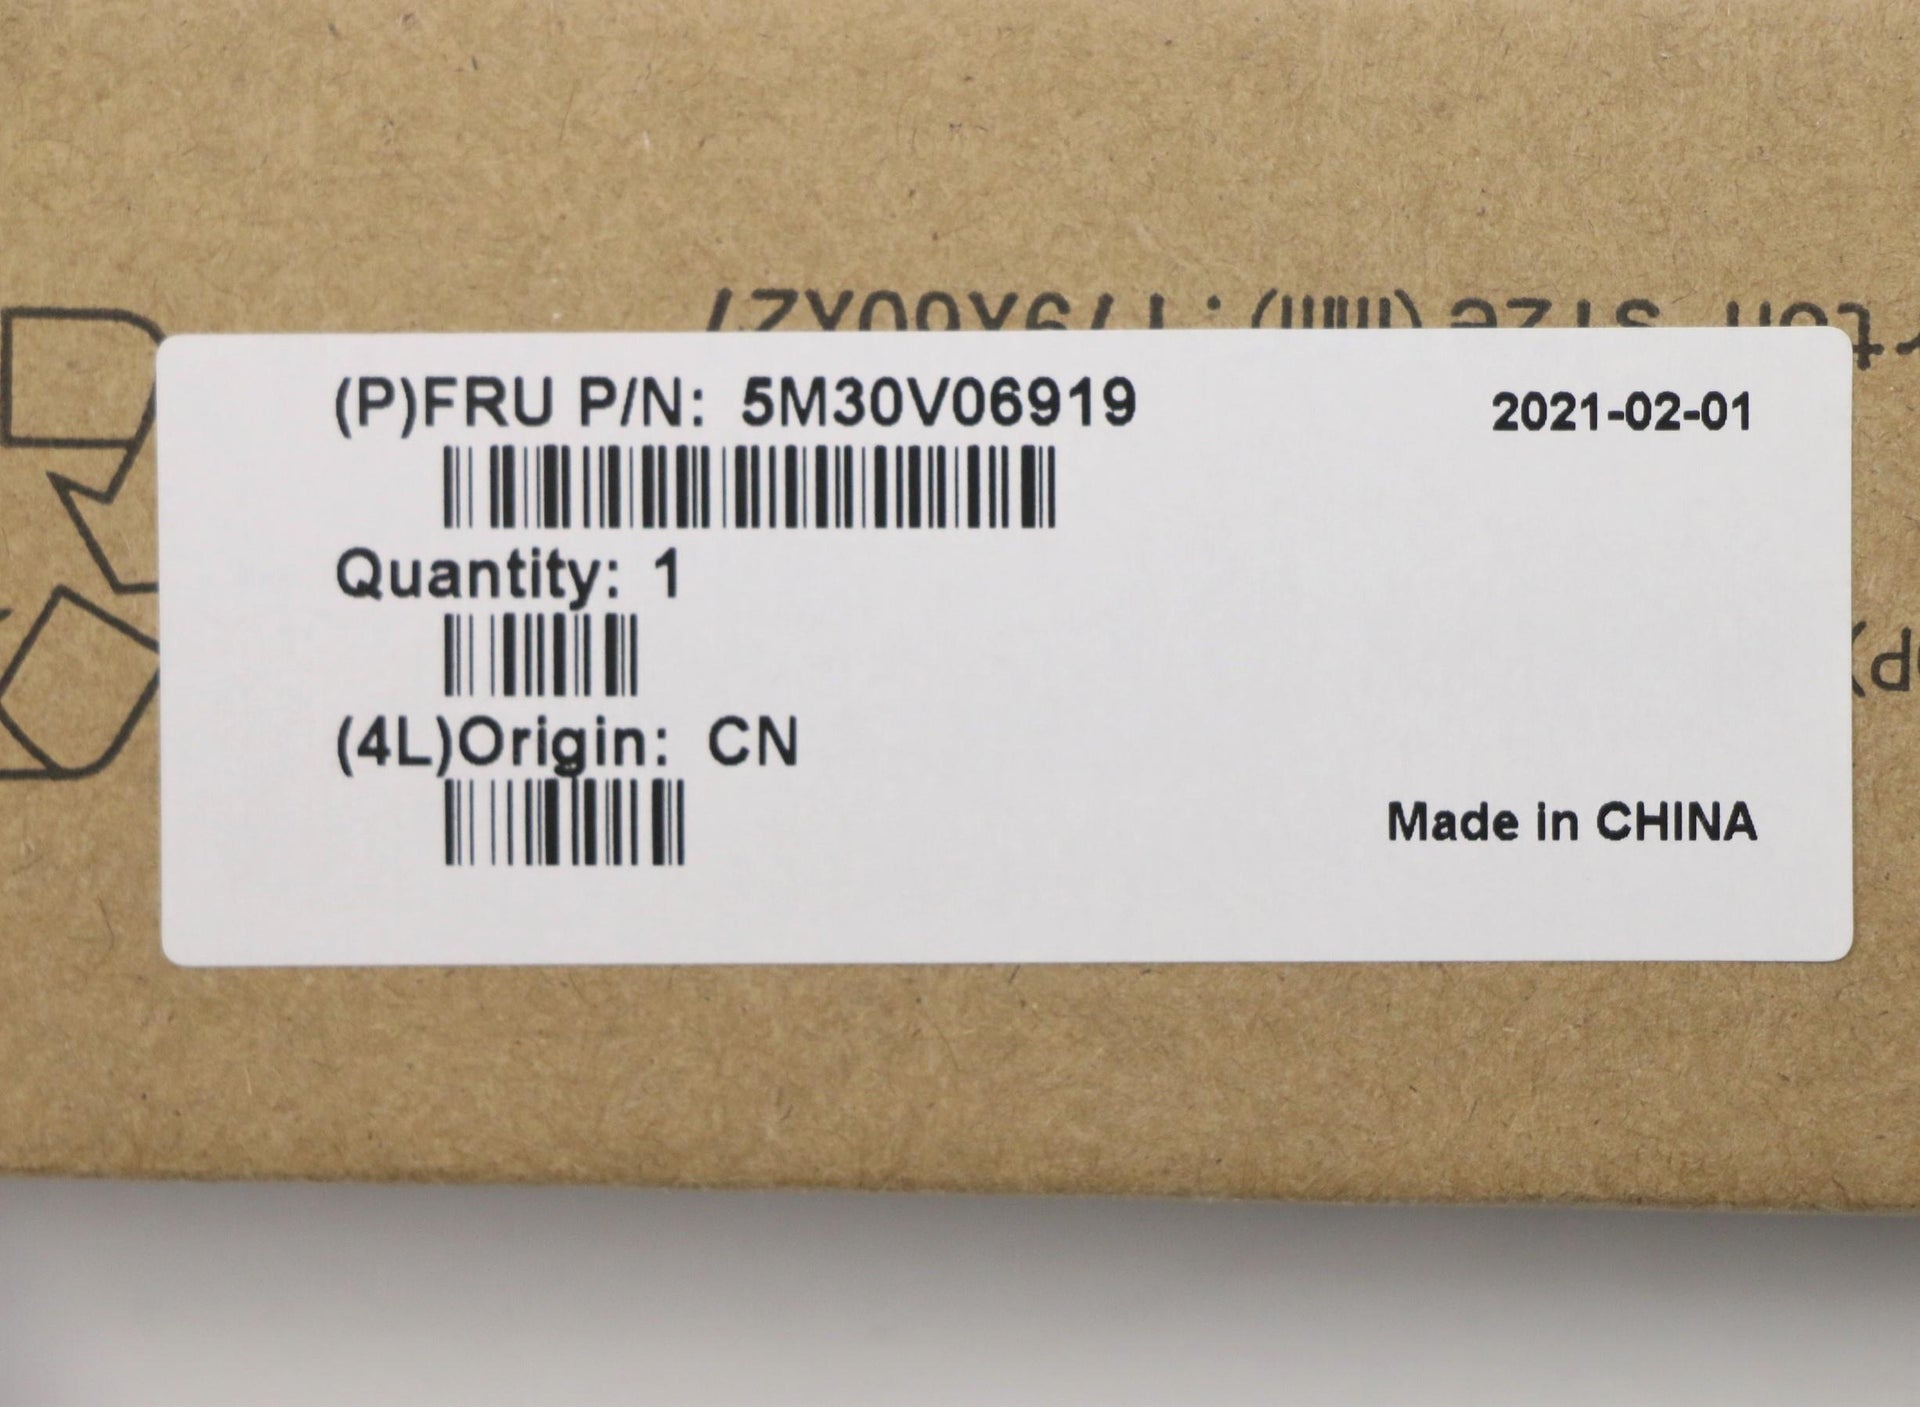 (P)FRU P/N: 5M30V06919
2021-02-01
Quantity: 1
(4L)Origin: CN
Made in CHINA